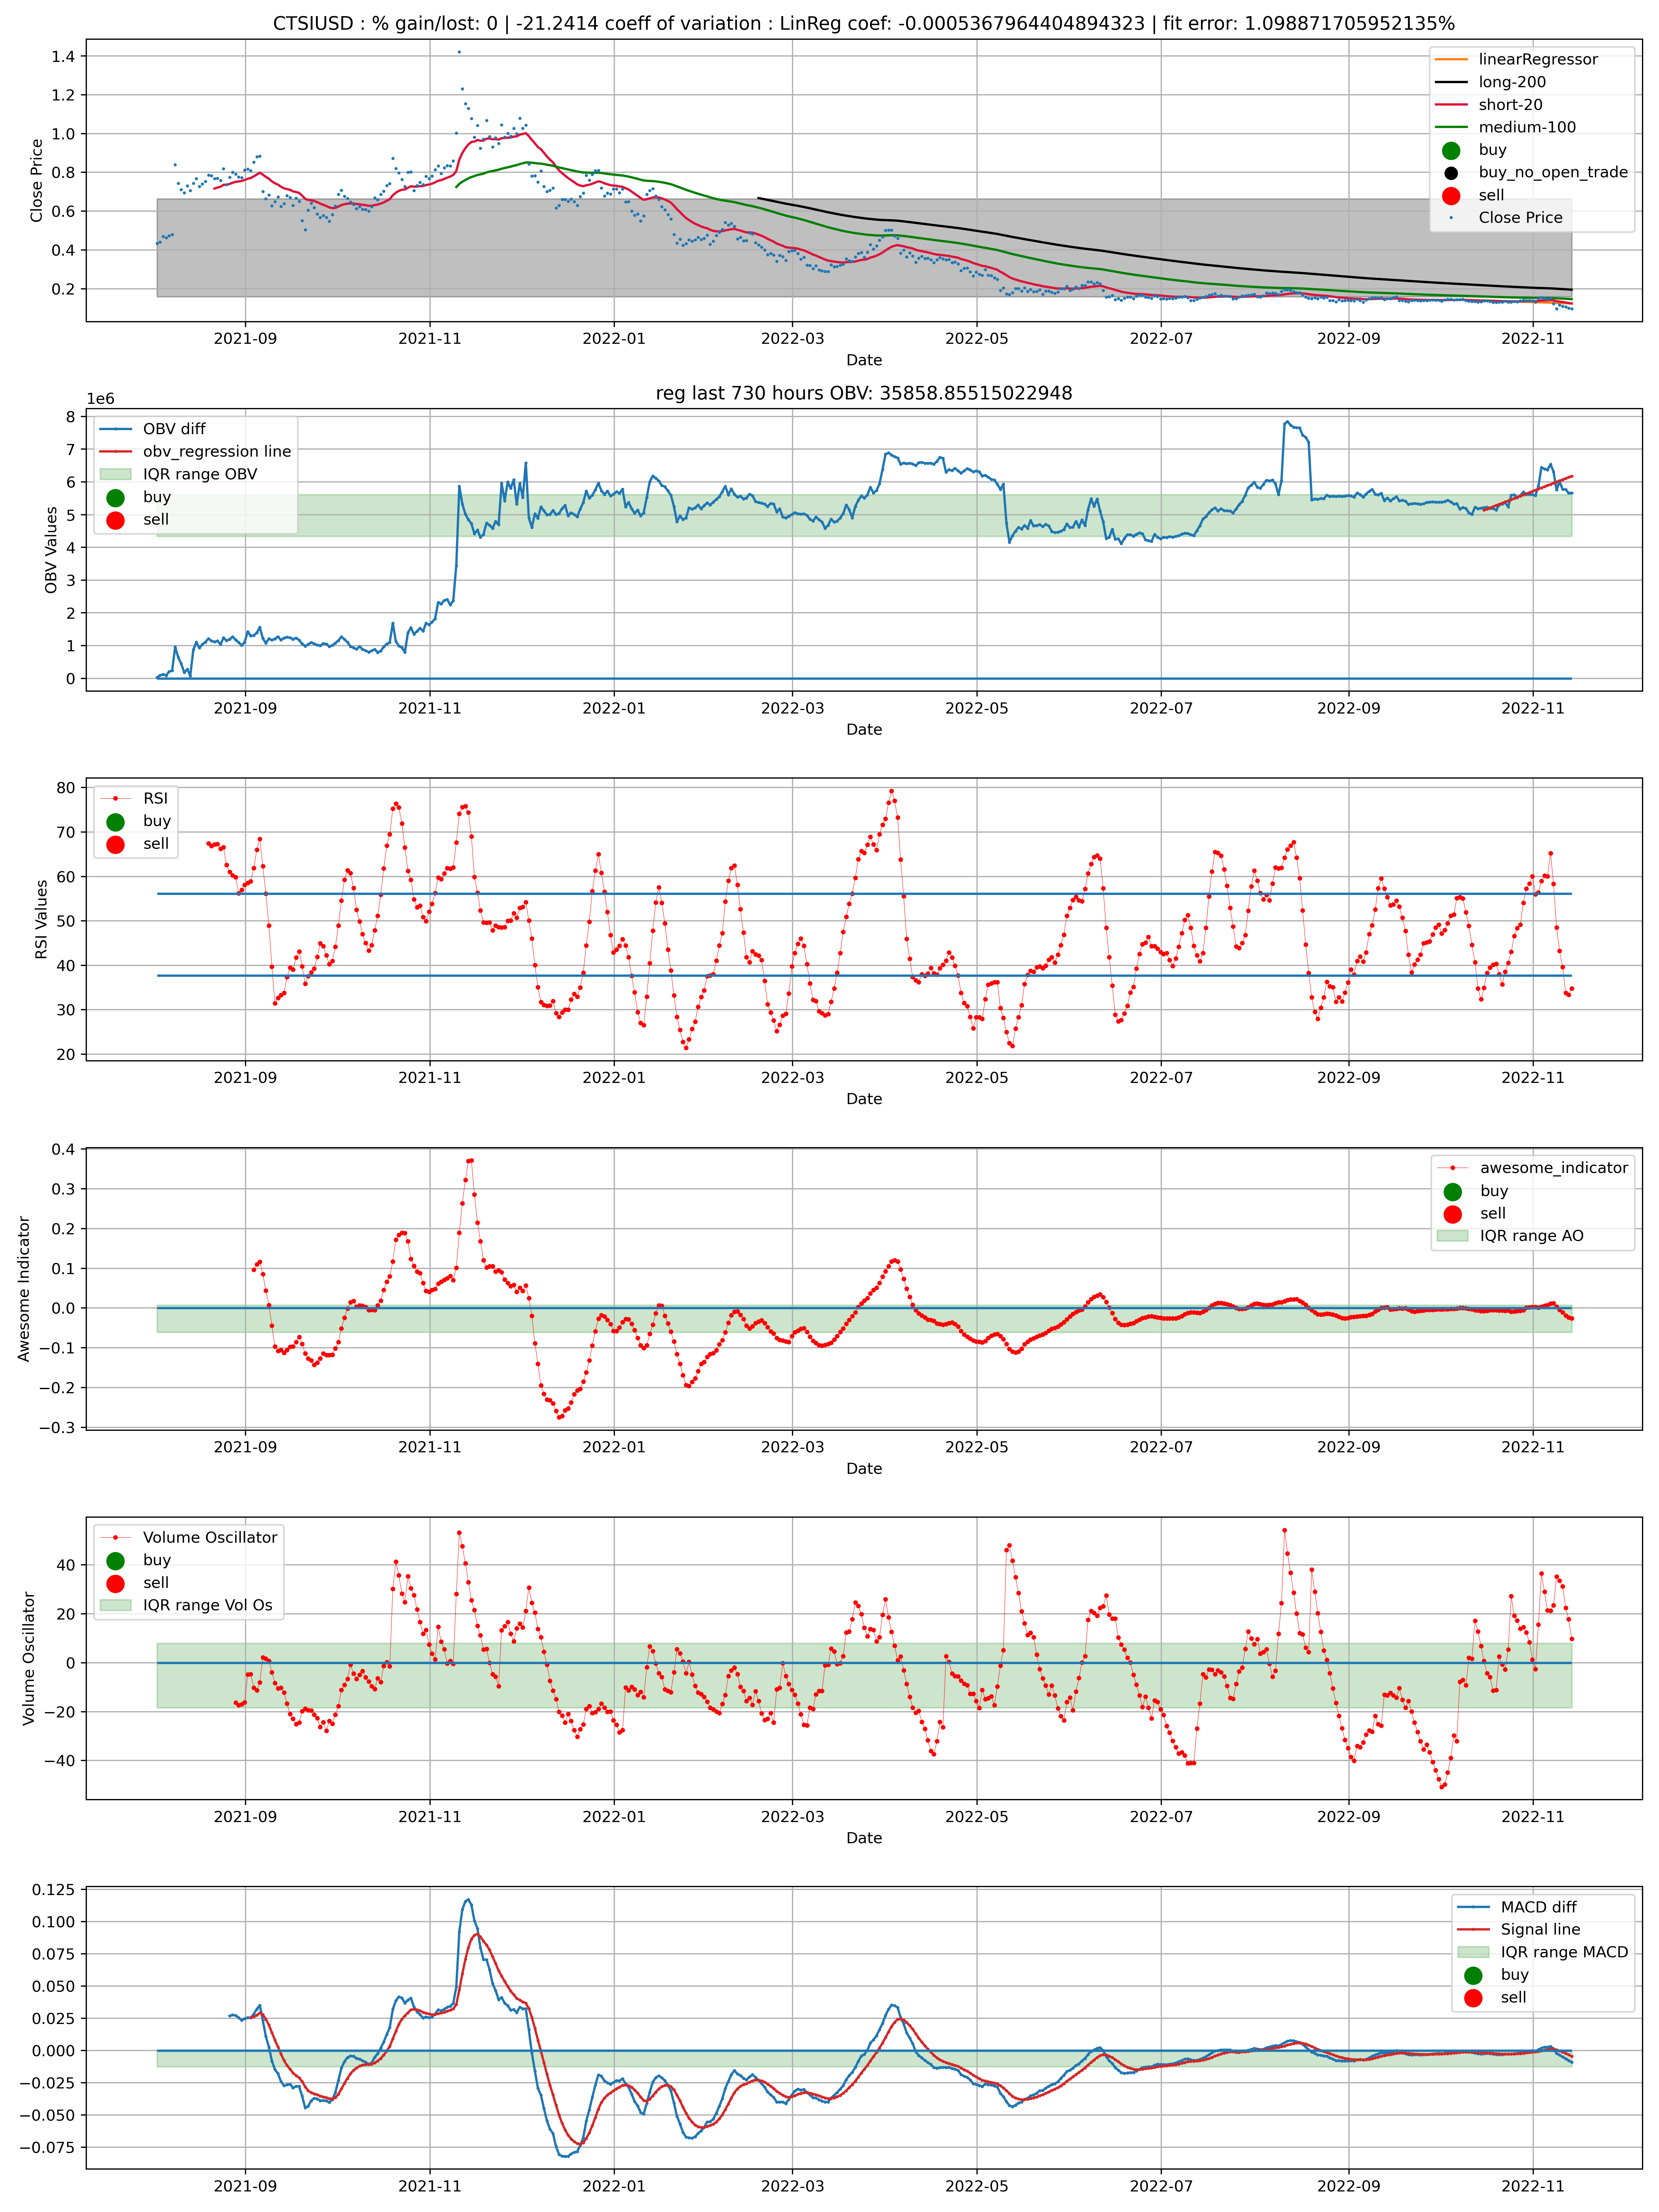 CTSIUSD : % gain/lost: 0 | -21.2414 coeff of variation : LinReg coef: -0.0005367964404894323 | fit error: 1.098871705952135%
1.4
1.2
1.0
0.8
0.6
0.4
0.2
Close Price
linearRegressor
long-200
short-20
medium-100
buy
buy_no_open_trade
sell
Close Price
2021-09 2021-11 2022-01 2022-03 2022-05 2022-07 2022-09 2022-11
Date
reg last 730 hours OBV: 35858.85515022948
1e6
8
7
6
5
4
3
2
1
0
OBV Values
OBV diff
obv_regression line
IQR range OBV
buy
sell
2021-09 2021-11 2022-01 2022-03 2022-05 2022-07 2022-09 2022-11
Date
80
70
60
50
40
30
20
RSI Values
RSI
buy
sell
2021-09 2021-11 2022-01 2022-03 2022-05 2022-07 2022-09 2022-11
Date
0.4
0.3
0.2
0.1
0.0
−0.1
−0.2
−0.3
Awesome Indicator
awesome_indicator
buy
sell
IQR range AO
2021-09 2021-11 2022-01 2022-03 2022-05 2022-07 2022-09 2022-11
Date
40
20
0
−20
−40
Volume Oscillator
Volume Oscillator
buy
sell
IQR range Vol Os
2021-09 2021-11 2022-01 2022-03 2022-05 2022-07 2022-09 2022-11
Date
0.125
0.100
0.075
0.050
0.025
0.000
−0.025
−0.050
−0.075
MACD diff
Signal line
IQR range MACD
buy
sell
2021-09 2021-11 2022-01 2022-03 2022-05 2022-07 2022-09 2022-11